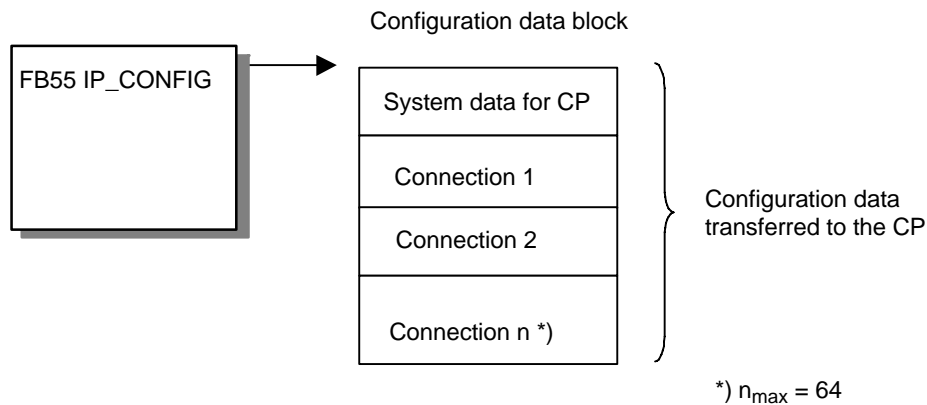 Configuration data block
FB55 IP_CONFIG
System data for CP
Connection 1
Connection 2
Connection n *)
Configuration data
transferred to the CP
*) nmax = 64